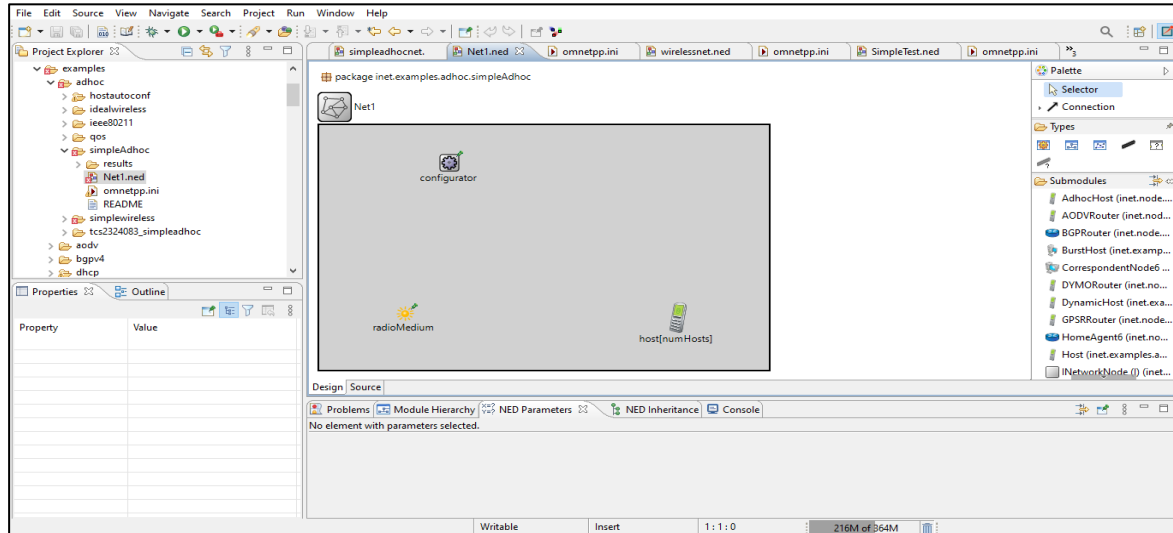 File Edit Source View Navigate Search Project Run Window Help
Project Explorer
simpleadhocnet.
Net1.ned
omnetpp.ini
wirelessnet.ned
omnetpp.ini
SimpleTest.ned
omnetpp.ini
»3
examples
adhoc
hostautoconf
idealwireless
ieee80211
qos
simpleAdhoc
results
Net1.ned
omnetpp.ini
README
simplewireless
tcs2324083_simpleadhoc
aodv
bgpv4
dhcp
package inet.examples.adhoc.simpleAdhoc
Net1
configurator
radioMedium
host[numHosts]
Design Source
Palette
Selector
Connection
Types
Submodules
AdhocHost (inet.node....
AODVRouter (inet.nod...
BGPRouter (inet.node....
BurstHost (inet.examp...
CorrespondentNode6 ...
DYMORouter (inet.no...
DynamicHost (inet.exa...
GPSRRouter (inet.node...
HomeAgent6 (inet.no...
Host (inet.examples.a...
INetworkNode (I) (inet...
Properties Outline
Property Value
Problems Module Hierarchy NED Parameters NED Inheritance Console
No element with parameters selected.
Writable Insert 1:1:0 216M of 364M